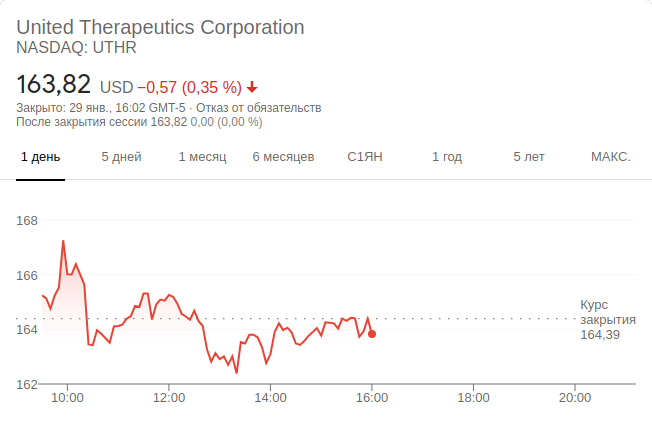 United Therapeutics Corporation
NASDAQ: UTHR
163,82 USD −0,57 (0,35 %)
Закрыто: 29 янв., 16:02 GMT-5 · Отказ от обязательств
После закрытия сессии 163,82 0,00 (0,00 %)
1 день 5 дней 1 месяц 6 месяцев С1ЯН 1 год 5 лет МАКС.
168
166
Курс
закрытия
164,39
164
162
10:00 12:00 14:00 16:00 18:00 20:00